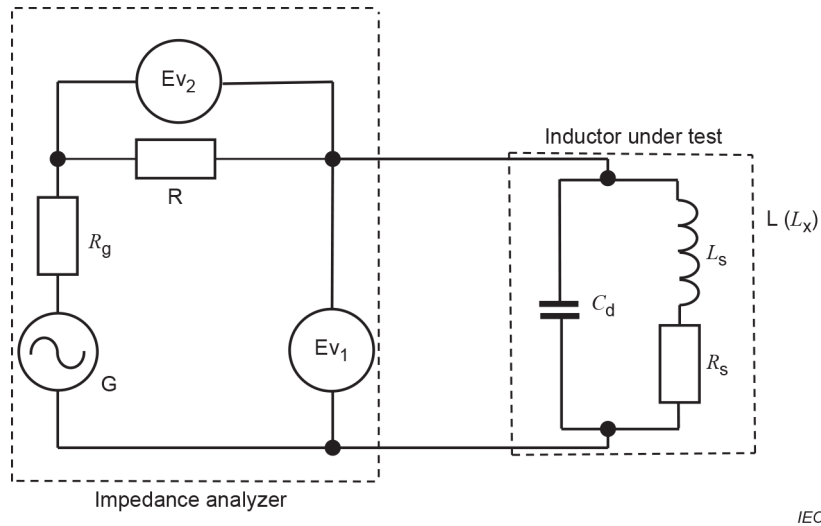 Ev2
R
Rg
G
Ev1
Impedance analyzer
Inductor under test
Cd
Ls
Rs
L (Lx)
IEC